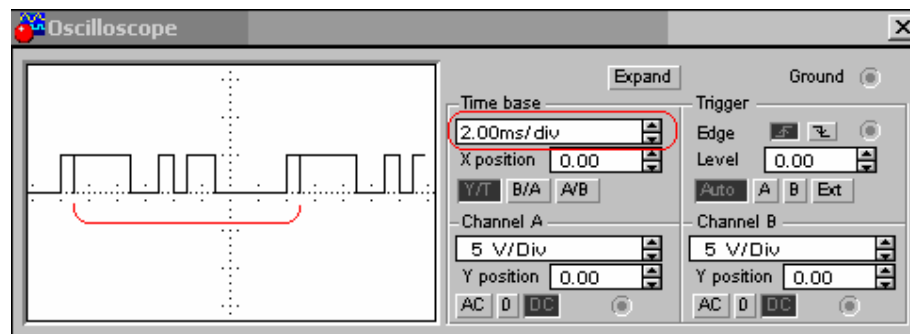 Oscilloscope
Expand
Ground
Time base
2.00ms/div
X position 0.00
Y/T B/A A/B
Trigger
Edge
Level 0.00
Auto A B Ext
Channel A
5 V/Div
Y position 0.00
AC 0 DC
Channel B
5 V/Div
Y position 0.00
AC 0 DC